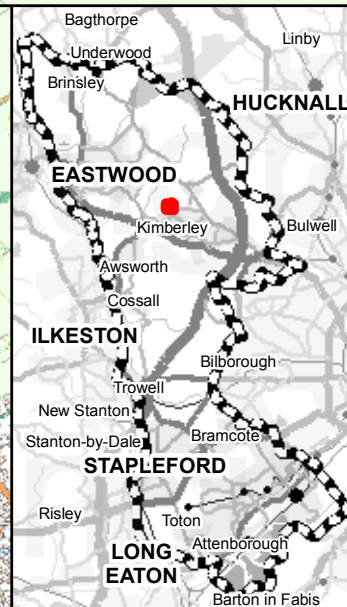 Bagthorpe
Linby
Underwood
Brinsley
HUCKNALL
EASTWOOD
Kimberley
Bulwell
Awsworth
Cossall
ILKESTON
Bilborough
Trowell
New Stanton
Bramcote
Stanton-by-Dale
STAPLEFORD
Risley
Toton
Attenborough
LONG
EATON
Barton in Fabis